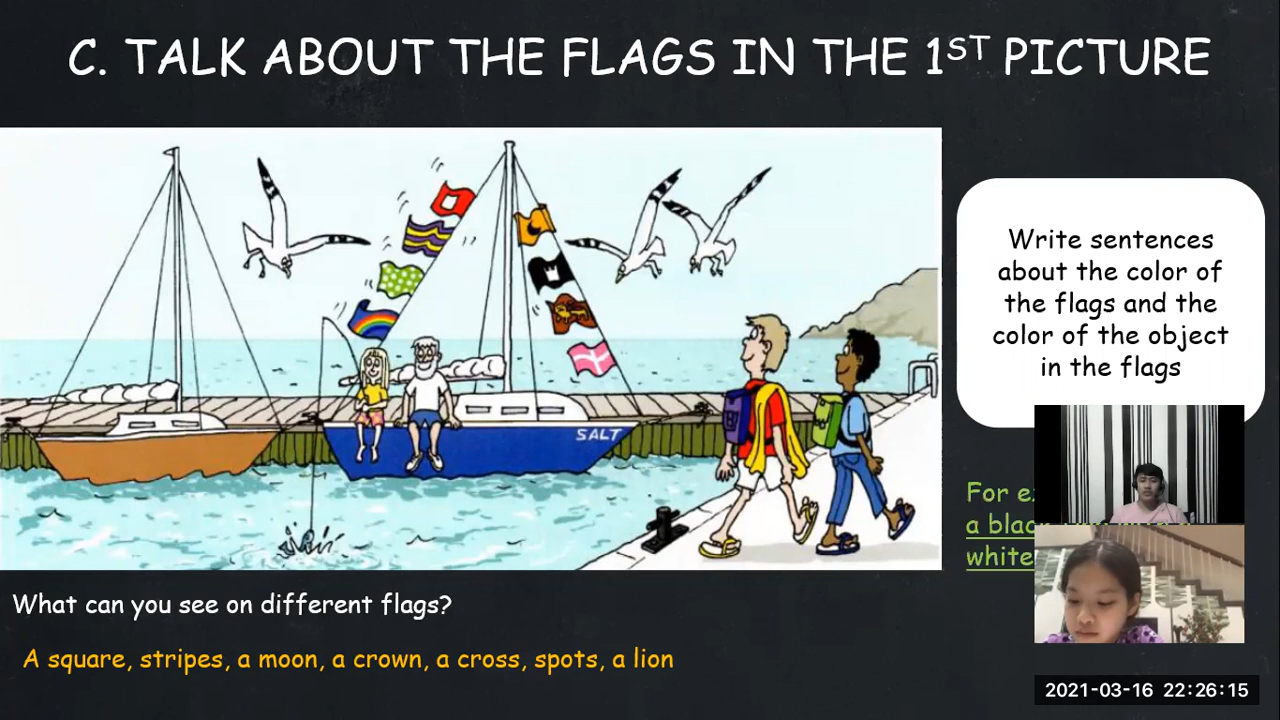 C. TALK ABOUT THE FLAGS IN THE 1ST PICTURE
SALT
Write sentences
about the color of
the flags and the
color of the object
in the flags
For
a
white
What can you see on different flags?
A square, stripes, a moon, a crown, a cross, spots, a lion
2021-03-16 22:26:15